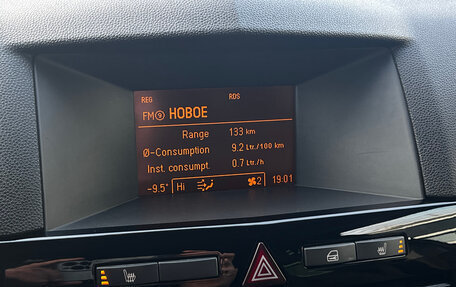 REG RDS
FM 9 HOBOE
Range 133 km
Ø-Consumption 9.2 Ltr./100 km
Inst. consumpt. 0.7 Ltr./h
-9.5° Hi 2 19:01